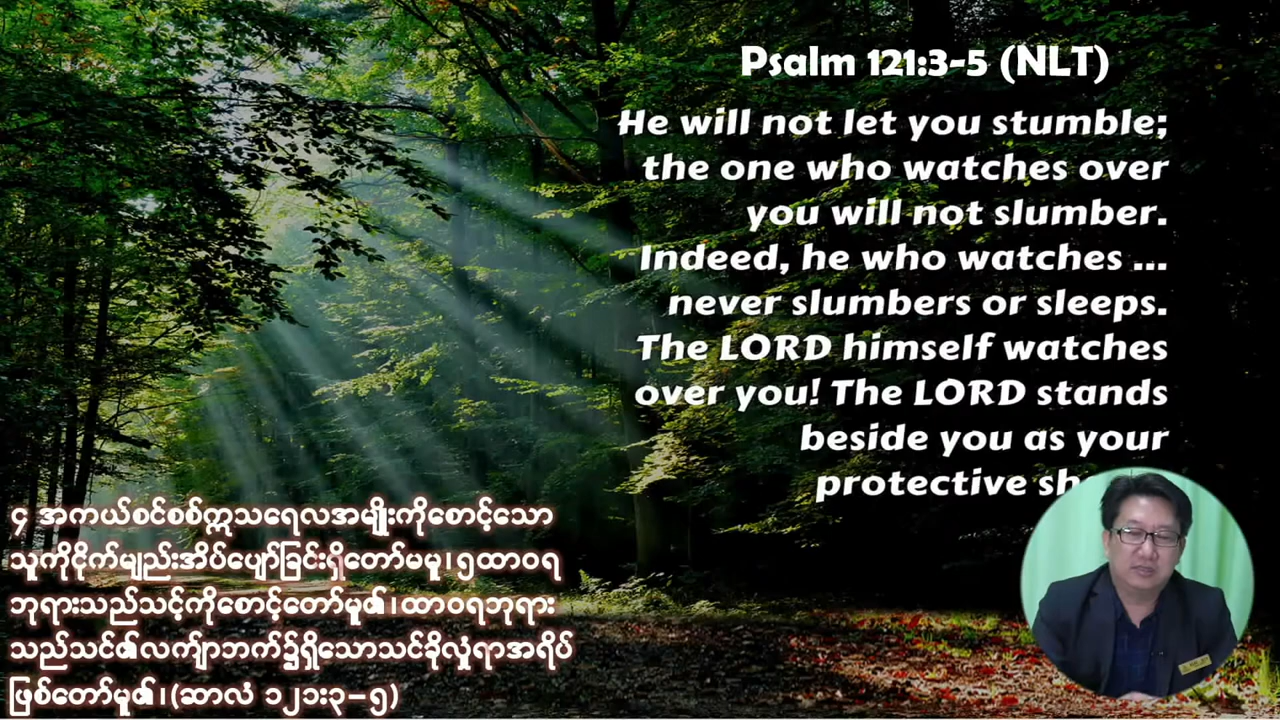 Psalm 121:3-5 (NLT)
He will not let you stumble;
the one who watches over
you will not slumber.
Indeed, he who watches ...
never slumbers or sleeps.
The LORD himself watches
over you! The LORD stands
beside you as your
protective
၄ အကယ်စင်စစ်ဣသရေလအမျိုးကိုစောင့်သော
သူကိုငိုက်မျည်းအိပ်ပျော်ခြင်းရှိတော်မမူ၊၅ထာဝရ
ဘုရားသည်သင့်ကိုစောင့်တော်မူ၏၊ထာဝရဘုရား
သည်သင်၏လက်ျာဘက်၌ရှိသောသင်ခိုလှုံရာအရိပ်
ဖြစ်တော်မူ၏၊(ဆာလံ ၁၂၁း၃–၅)